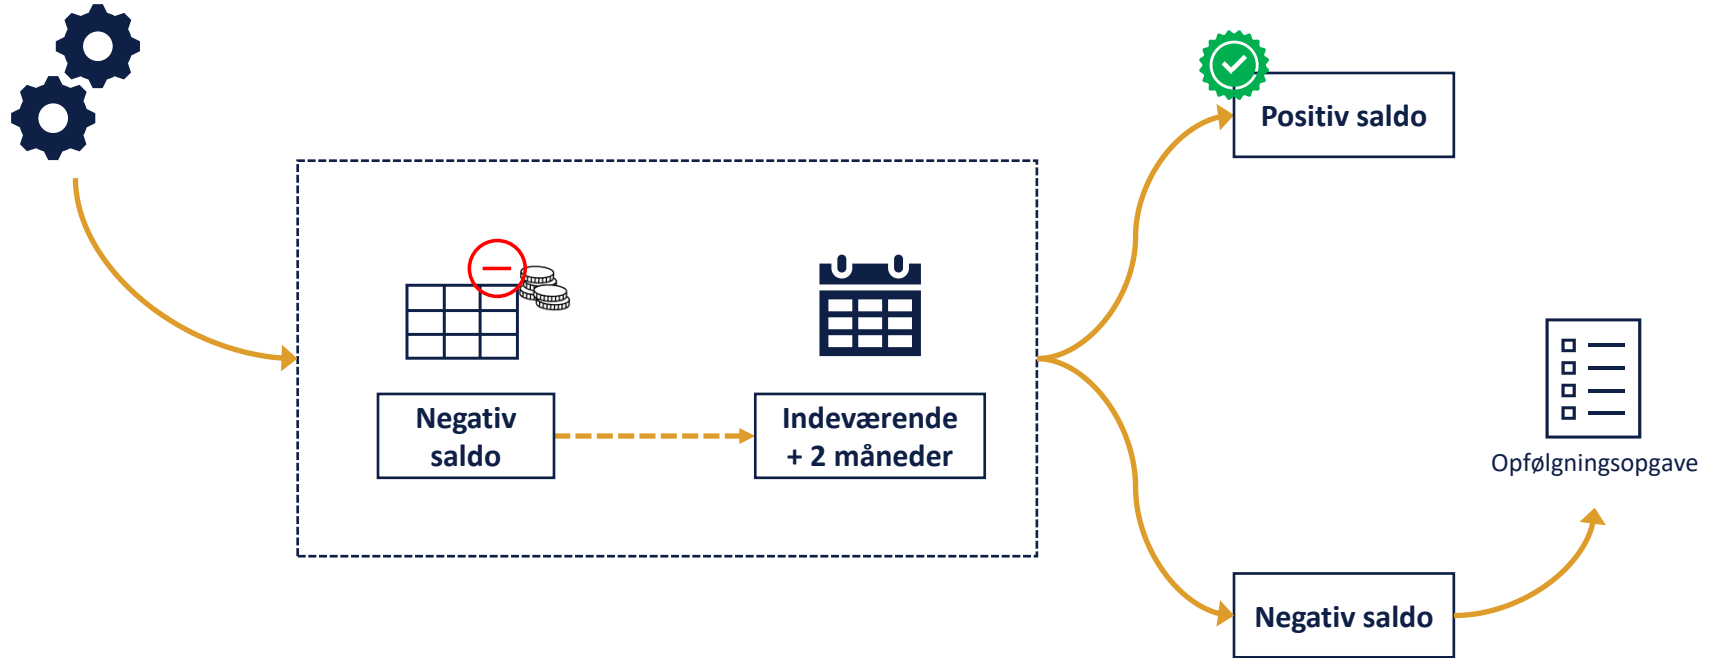 Positiv saldo
Negativ
saldo
Indeværende
+ 2 måneder
Opfølgningsopgave
Negativ saldo